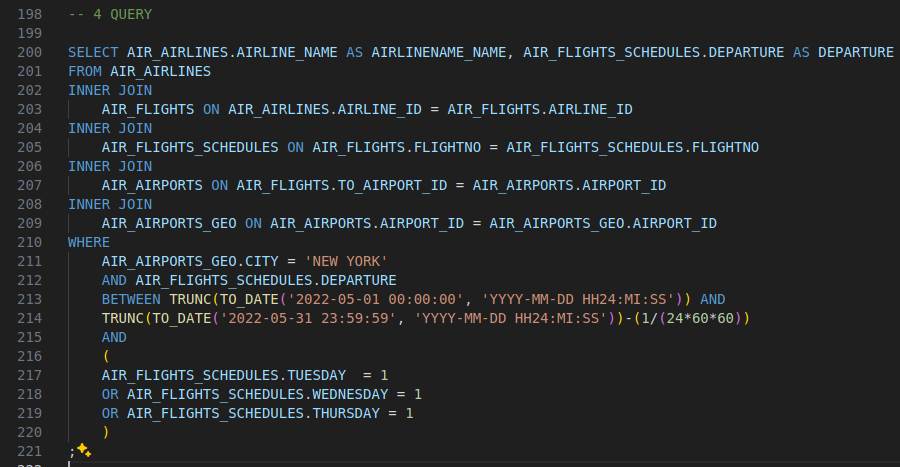 198 -- 4 QUERY
199
200 SELECT AIR_AIRLINES.AIRLINE_NAME AS AIRLINENAME_NAME, AIR_FLIGHTS_SCHEDULES.DEPARTURE AS DEPARTURE
201 FROM AIR_AIRLINES
202 INNER JOIN
203     AIR_FLIGHTS ON AIR_AIRLINES.AIRLINE_ID = AIR_FLIGHTS.AIRLINE_ID
204 INNER JOIN
205     AIR_FLIGHTS_SCHEDULES ON AIR_FLIGHTS.FLIGHTNO = AIR_FLIGHTS_SCHEDULES.FLIGHTNO
206 INNER JOIN
207     AIR_AIRPORTS ON AIR_FLIGHTS.TO_AIRPORT_ID = AIR_AIRPORTS.AIRPORT_ID
208 INNER JOIN
209     AIR_AIRPORTS_GEO ON AIR_AIRPORTS.AIRPORT_ID = AIR_AIRPORTS_GEO.AIRPORT_ID
210 WHERE
211     AIR_AIRPORTS_GEO.CITY = 'NEW YORK'
212     AND AIR_FLIGHTS_SCHEDULES.DEPARTURE
213     BETWEEN TRUNC(TO_DATE('2022-05-01 00:00:00', 'YYYY-MM-DD HH24:MI:SS')) AND
214     TRUNC(TO_DATE('2022-05-31 23:59:59', 'YYYY-MM-DD HH24:MI:SS'))-(1/(24*60*60))
215     AND
216     (
217     AIR_FLIGHTS_SCHEDULES.TUESDAY  = 1
218     OR AIR_FLIGHTS_SCHEDULES.WEDNESDAY = 1
219     OR AIR_FLIGHTS_SCHEDULES.THURSDAY = 1
220     )
221 ;